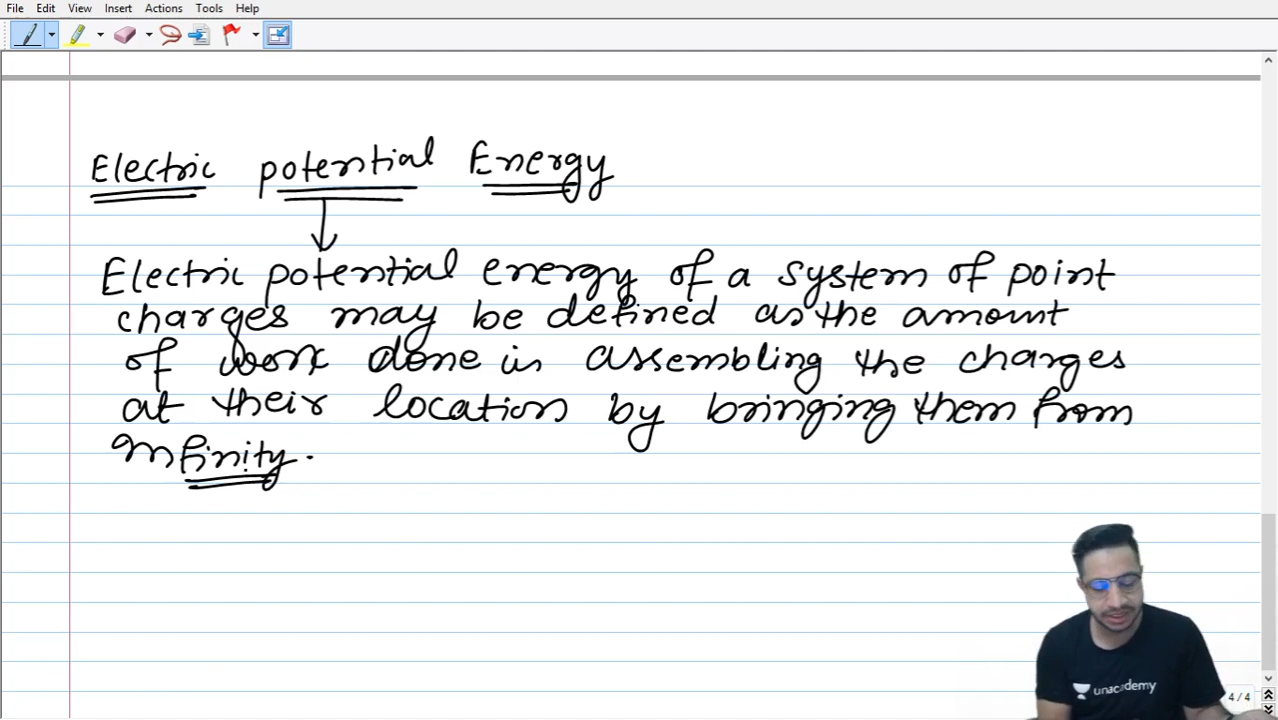 File Edit View Insert Actions Tools Help
Electric potential Energy
Electric potential energy of a system of point
charges may be defined as the amount
of work done in assembling the charges
at their location by bringing them from
infinity.
unacademy
4/4